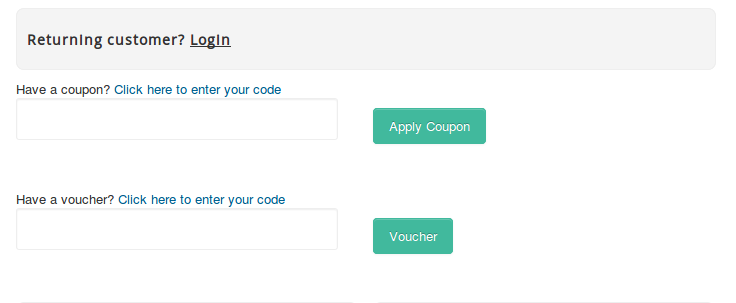 Returning customer? Login
Have a coupon? Click here to enter your code
Apply Coupon
Have a voucher? Click here to enter your code
Voucher